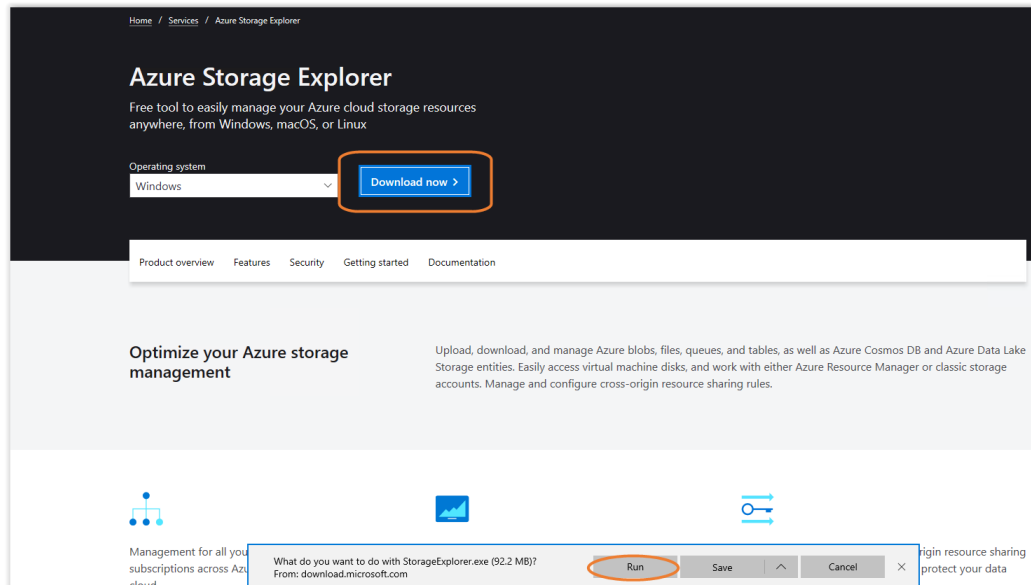 Home / Services / Azure Storage Explorer
Azure Storage Explorer
Free tool to easily manage your Azure cloud storage resources
anywhere, from Windows, macOS, or Linux
Operating system
Windows
Download now
Product overview Features Security Getting started Documentation
Optimize your Azure storage
management
Upload, download, and manage Azure blobs, files, queues, and tables, as well as Azure Cosmos DB and Azure Data Lake
Storage entities. Easily access virtual machine disks, and work with either Azure Resource Manager or classic storage
accounts. Manage and configure cross-origin resource sharing rules.
Management for all you
subscriptions across Azu
rigin resource sharing
protect your data
What do you want to do with StorageExplorer.exe (92.2 MB)?
From: download.microsoft.com
Run Save Cancel